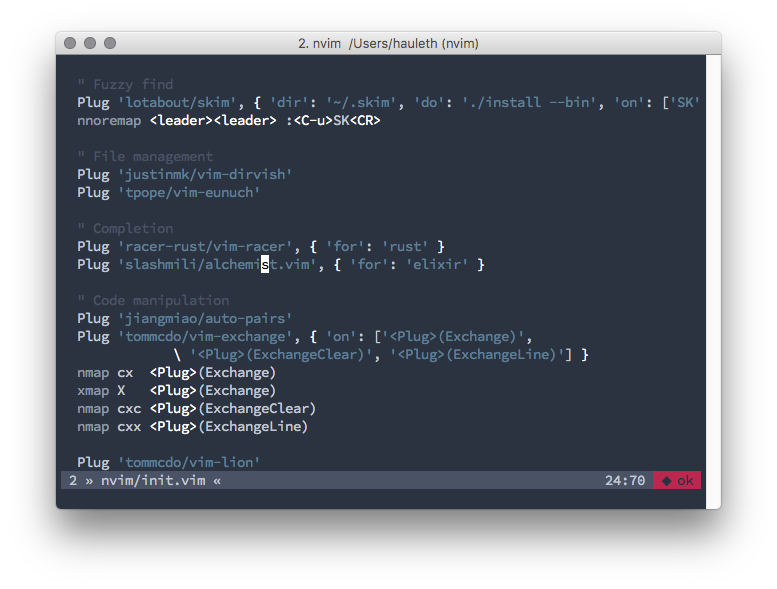 2. nvim /Users/hauleth (nvim)
" Fuzzy find
Plug 'lotabout/skim', { 'dir': '~/.skim', 'do': './install --bin', 'on': ['SK'
nnoremap <leader><leader> :<C-u>SK<CR>
" File management
Plug 'justinmk/vim-dirvish'
Plug 'tpope/vim-eunuch'
" Completion
Plug 'racer-rust/vim-racer', { 'for': 'rust' }
Plug 'slashmili/alchemist.vim', { 'for': 'elixir' }
" Code manipulation
Plug 'jiangmiao/auto-pairs'
Plug 'tommcdo/vim-exchange', { 'on': ['<Plug>(Exchange)',
\ '<Plug>(ExchangeClear)', '<Plug>(ExchangeLine)'] }
nmap cx  <Plug>(Exchange)
xmap X   <Plug>(Exchange)
nmap cxc <Plug>(ExchangeClear)
nmap cxx <Plug>(ExchangeLine)
Plug 'tommcdo/vim-lion'
2 » nvim/init.vim « 24:70 ◆ ok